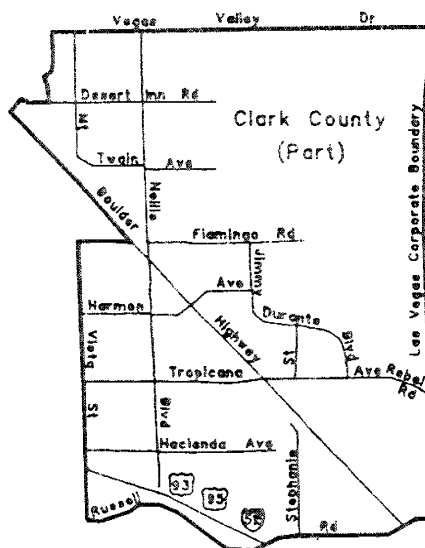 Vegas Valley Dr
Desert Inn Rd
Mt
Clark County
(Part)
Twain Ave
Boulder
Nellis
Las Vegas Corporate Boundary
Flamingo Rd
Jimmy
Ave
Harmon
Durante
Highway
Vista
St
Blvd
Tropicana Ave Rebel
Rd
St
Blvd
Hacienda Ave
93
95
Stephanie
Russell
Rd